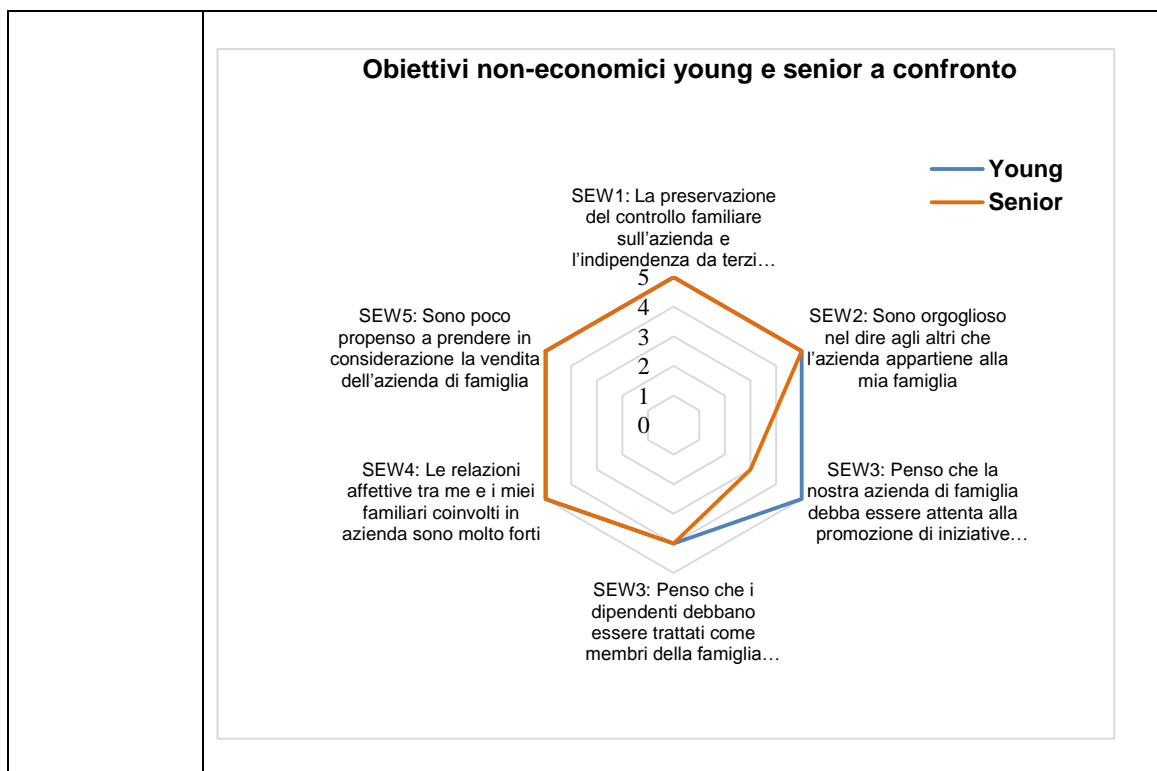 Obiettivi non-economici young e senior a confronto
Young
Senior
SEW1: La preservazione
del controllo familiare
sull’azienda e
l’indipendenza da terzi…
SEW2: Sono orgoglioso
nel dire agli altri che
l’azienda appartiene alla
mia famiglia
SEW3: Penso che la
nostra azienda di famiglia
debba essere attenta alla
promozione di iniziative…
SEW3: Penso che i
dipendenti debbano
essere trattati come
membri della famiglia…
SEW4: Le relazioni
affettive tra me e i miei
familiari coinvolti in
azienda sono molto forti
SEW5: Sono poco
propenso a prendere in
considerazione la vendita
dell’azienda di famiglia
5
4
3
2
1
0